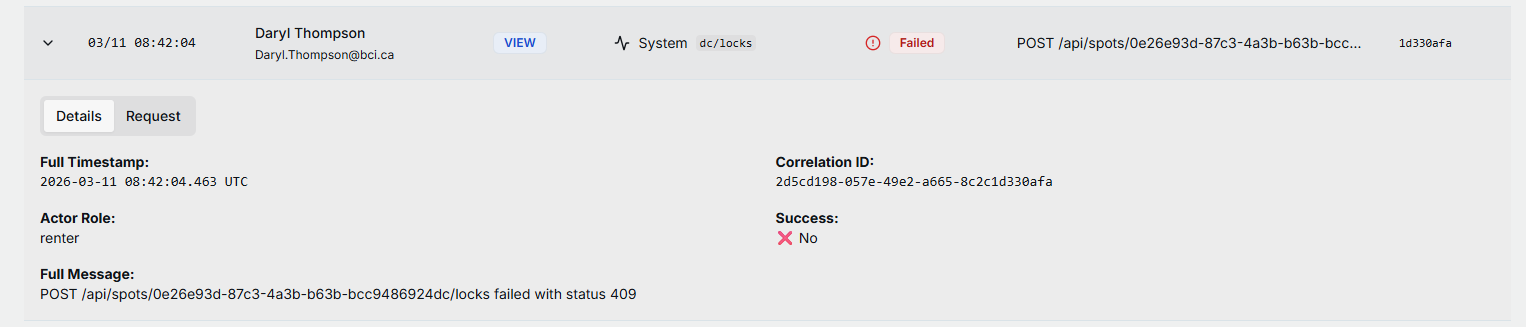 03/11 08:42:04 Daryl Thompson VIEW System dc/locks Failed POST /api/spots/0e26e93d-87c3-4a3b-b63b-bcc... 1d330afa
Daryl.Thompson@bci.ca
Details Request
Full Timestamp: Correlation ID:
2026-03-11 08:42:04.463 UTC 2d5cd198-057e-49e2-a665-8c2c1d330afa
Actor Role: Success:
renter ❌ No
Full Message:
POST /api/spots/0e26e93d-87c3-4a3b-b63b-bcc9486924dc/locks failed with status 409